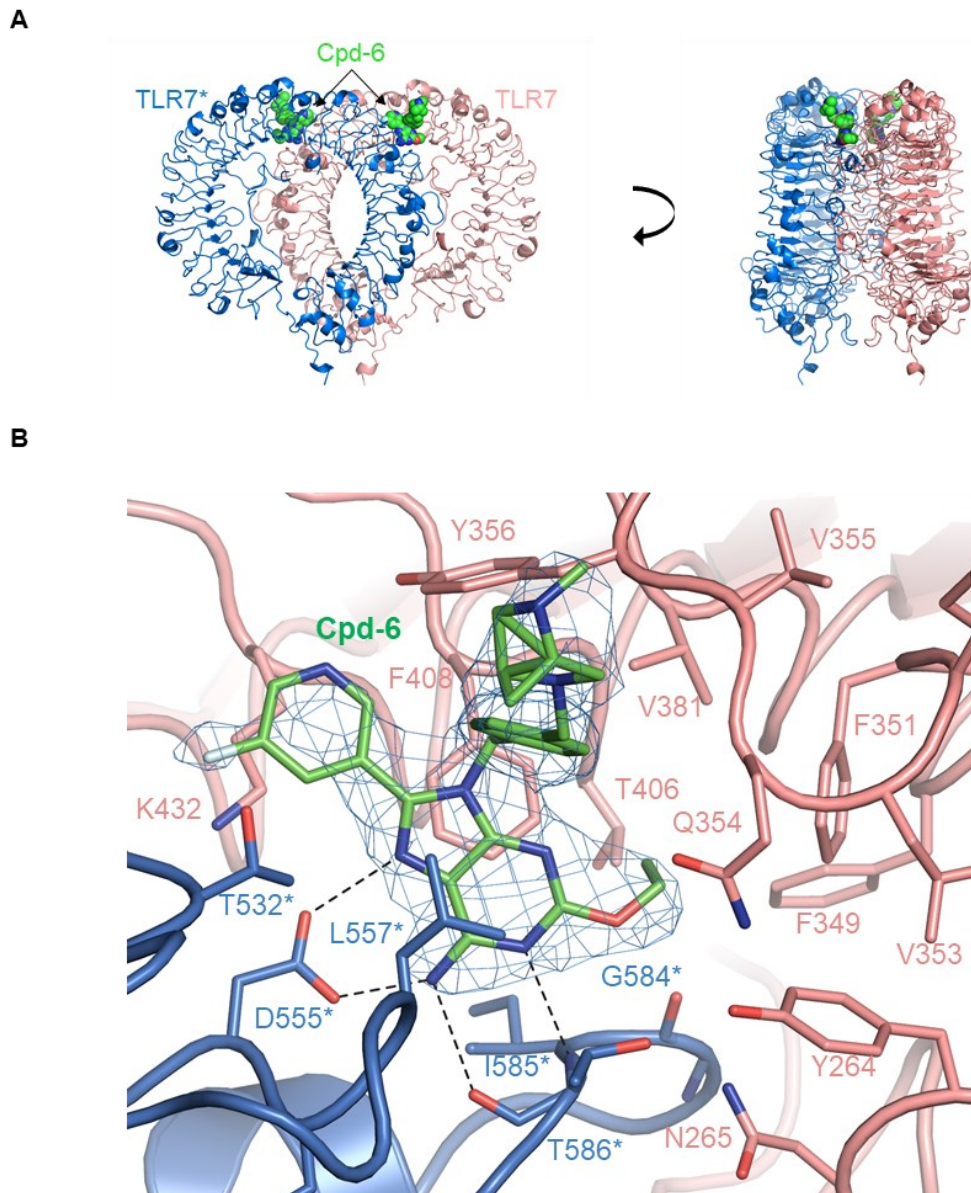 A
Cpd-6
TLR7* TLR7
B
Y356
V355
Cpd-6
F408
V381
F351
K432
T406
Q354
T532*
L557*
F349
G584*
V353
D555*
I585*
Y264
N265
T586*